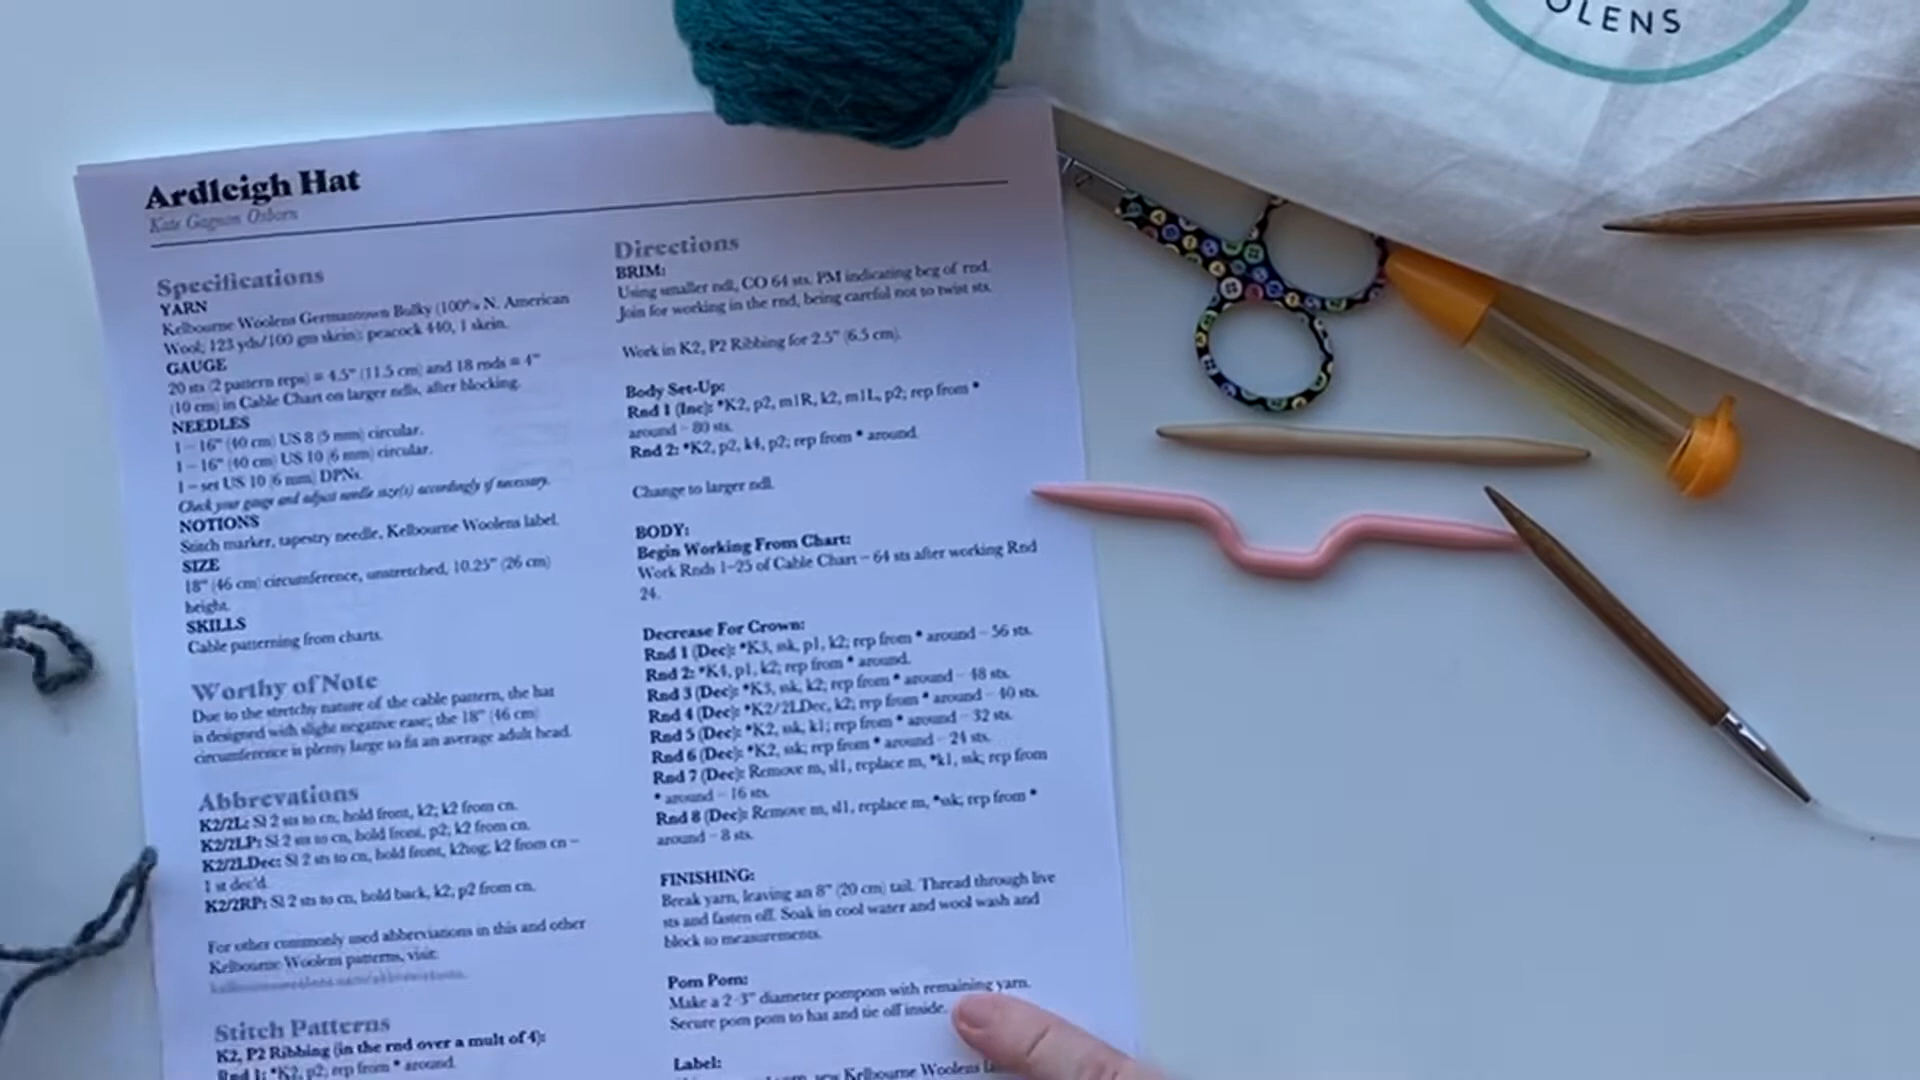 OLENS
Ardleigh Hat
Kate Gagnon Osborn
Specifications
YARN
Kelbourne Woolens Germantown Bulky (100% N. American
Wool; 123 yds/100 gm skein): peacock 440, 1 skein.
GAUGE
20 sts (2 pattern reps) = 4.5" (11.5 cm) and 18 rnds = 4"
(10 cm) in Cable Chart on larger ndls, after blocking.
NEEDLES
1 – 16" (40 cm) US 8 (5 mm) circular.
1 – 16" (40 cm) US 10 (6 mm) circular.
1 – set US 10 (6 mm) DPNs.
Check your gauge and adjust needle size(s) accordingly if necessary.
NOTIONS
Stitch marker, tapestry needle, Kelbourne Woolens label.
SIZE
18" (46 cm) circumference, unstretched, 10.25" (26 cm)
height.
SKILLS
Cable patterning from charts.
Worthy of Note
Due to the stretchy nature of the cable pattern, the hat
is designed with slight negative ease; the 18" (46 cm)
circumference is plenty large to fit an average adult head.
Abbrevations
K2/2L: Sl 2 sts to cn, hold front, k2; k2 from cn.
K2/2LP: Sl 2 sts to cn, hold front, p2; k2 from cn.
K2/2LDec: Sl 2 sts to cn, hold front, k2tog; k2 from cn –
1 st dec'd.
K2/2RP: Sl 2 sts to cn, hold back, k2; p2 from cn.
For other commonly used abberviations in this and other
Kelbourne Woolens patterns, visit:
kelbournewoolens.com/abbreviations.
Stitch Patterns
K2, P2 Ribbing (in the rnd over a mult of 4):
Rnd 1: *K2, p2; rep from * around.
Directions
BRIM:
Using smaller ndl, CO 64 sts. PM indicating beg of rnd.
Join for working in the rnd, being careful not to twist sts.
Work in K2, P2 Ribbing for 2.5" (6.5 cm).
Body Set-Up:
Rnd 1 (Inc): *K2, p2, m1R, k2, m1L, p2; rep from *
around – 80 sts.
Rnd 2: *K2, p2, k4, p2; rep from * around.
Change to larger ndl.
BODY:
Begin Working From Chart:
Work Rnds 1–25 of Cable Chart – 64 sts after working Rnd
24.
Decrease For Crown:
Rnd 1 (Dec): *K3, ssk, p1, k2; rep from * around – 56 sts.
Rnd 2: *K4, p1, k2; rep from * around.
Rnd 3 (Dec): *K3, ssk, k2; rep from * around – 48 sts.
Rnd 4 (Dec): *K2/2LDec, k2; rep from * around – 40 sts.
Rnd 5 (Dec): *K2, ssk, k1; rep from * around – 32 sts.
Rnd 6 (Dec): *K2, ssk; rep from * around – 24 sts.
Rnd 7 (Dec): Remove m, sl1, replace m, *k1, ssk; rep from
* around – 16 sts.
Rnd 8 (Dec): Remove m, sl1, replace m, *ssk; rep from *
around – 8 sts.
FINISHING:
Break yarn, leaving an 8" (20 cm) tail. Thread through live
sts and fasten off. Soak in cool water and wool wash and
block to measurements.
Pom Pom:
Make a 2-3" diameter pompom with remaining yarn.
Secure pom pom to hat and tie off inside.
Label:
sew Kelbourne Woolens